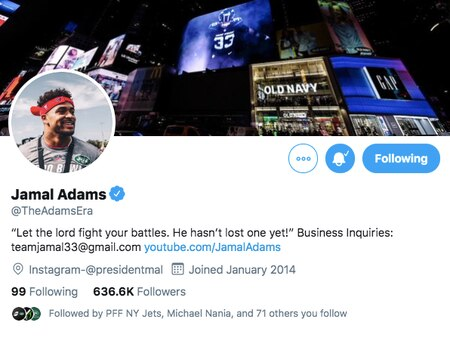 33
OLD NAVY
GAP
Following
Jamal Adams
@TheAdamsEra
“Let the lord fight your battles. He hasn’t lost one yet!” Business Inquiries:
teamjamal33@gmail.com youtube.com/JamalAdams
Instagram-@presidentmal Joined January 2014
99 Following 636.6K Followers
Followed by PFF NY Jets, Michael Nania, and 71 others you follow